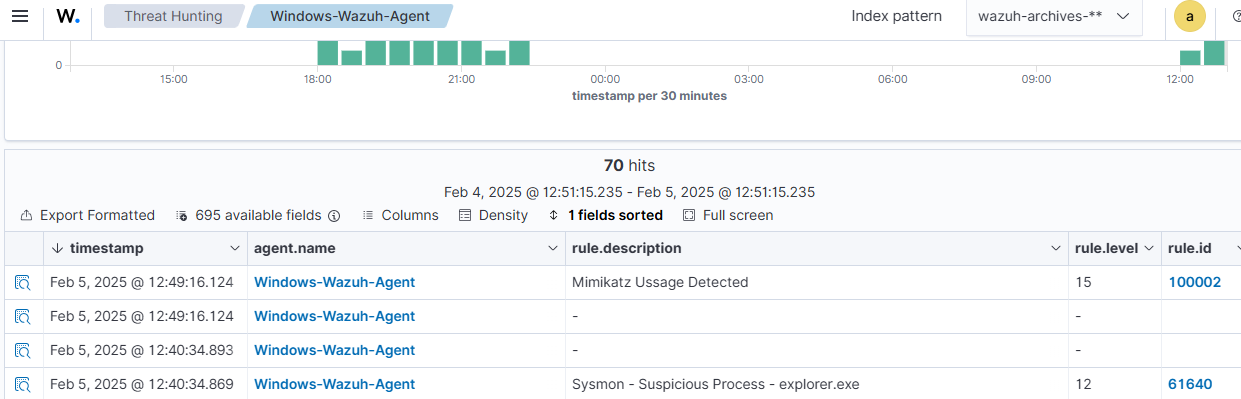 W. Threat Hunting Windows-Wazuh-Agent Index pattern wazuh-archives-** a
0
15:00 18:00 21:00 00:00 03:00 06:00 09:00 12:00
timestamp per 30 minutes
70 hits
Feb 4, 2025 @ 12:51:15.235 - Feb 5, 2025 @ 12:51:15.235
Export Formatted 695 available fields Columns Density 1 fields sorted Full screen
timestamp agent.name rule.description rule.level rule.id
Feb 5, 2025 @ 12:49:16.124 Windows-Wazuh-Agent Mimikatz Ussage Detected 15 100002
Feb 5, 2025 @ 12:49:16.124 Windows-Wazuh-Agent - -
Feb 5, 2025 @ 12:40:34.893 Windows-Wazuh-Agent - -
Feb 5, 2025 @ 12:40:34.869 Windows-Wazuh-Agent Sysmon - Suspicious Process - explorer.exe 12 61640